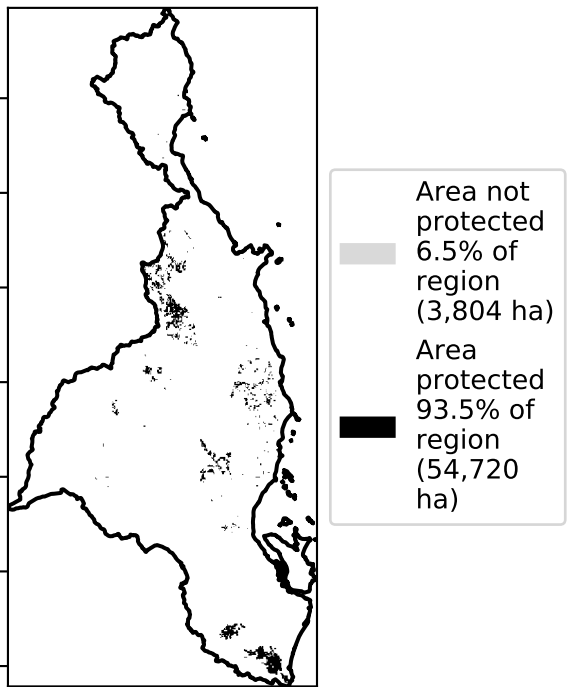 Area not
protected
6.5% of
region
(3,804 ha)
Area
protected
93.5% of
region
(54,720
ha)